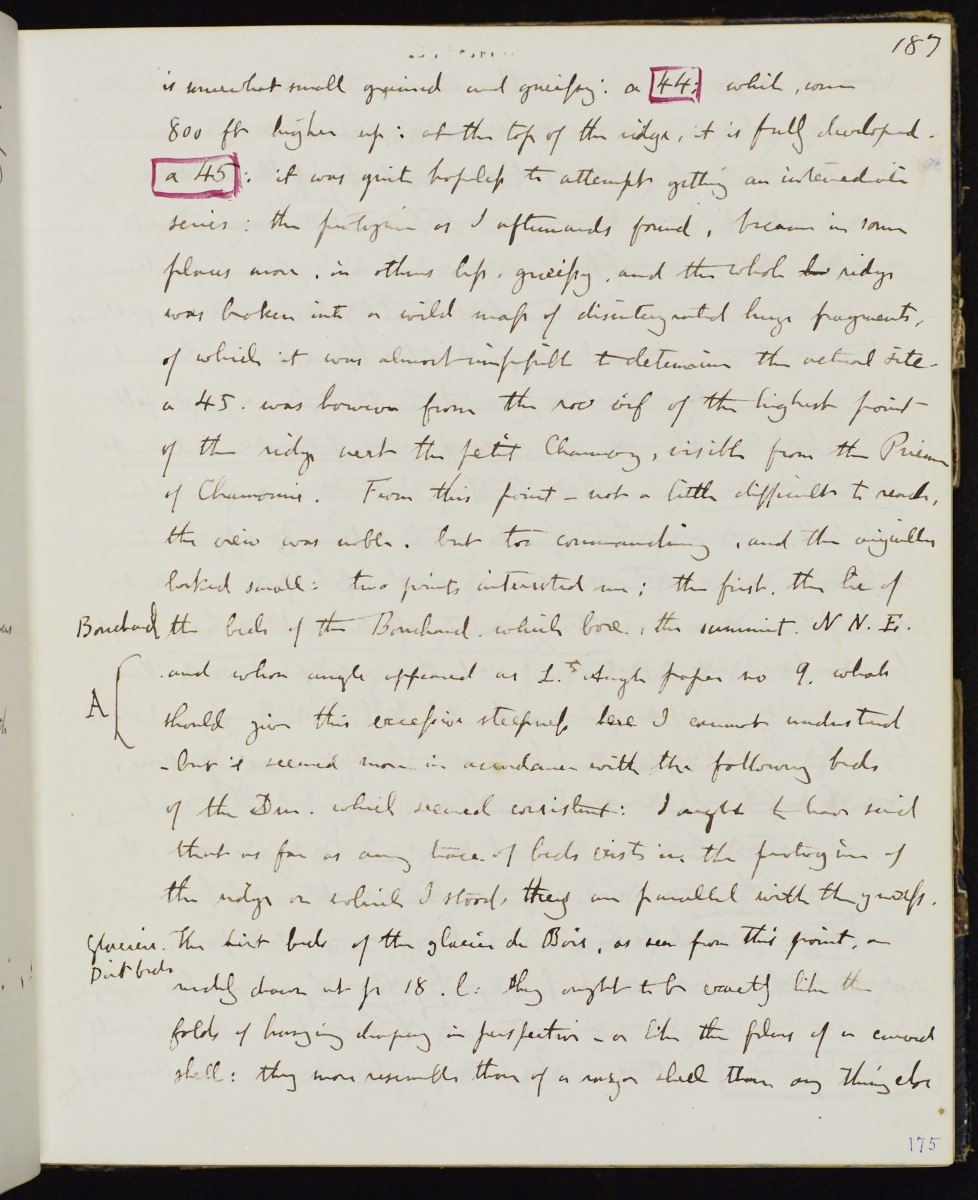 187
is somewhat small grained and gneissy: a 44; which, some
800 ft higher up: at the top of the ridge, it is fully developed.
a 45: it was quite hopeless to attempt getting an intermediate
series: the protogine as I afterwards found, became in some
places more, in others less, gneissy, and the whole ridge
was broken into a wild mass of disintegrated huge fragments,
of which it was almost impossible to determine the actual site -
a 45. was however from the roc vif of the highest point
of the ridge next the petit Charmoz, visible from the Prieure
of Chamonix. From this point - not a little difficult to reach,
the view was noble. but too commanding, and the aiguilles
looked small: two points interested me; the first, the lie of
Bouchard the beds of the Bouchard. which bore, the summit. N N. E.
A and whose angle appeared as L. 5 Angle paper no 9. what
should give this excessive steepness here I cannot understand
- but it seemed more in accordance with the following beds
of the Dru. which seemed consistent: I ought to have said
that as far as any trace of beds exists in the protogine of
the ridge on which I stood they are parallel with the gneiss.
Glaciers. Dirt beds The dirt beds of the glacier du Bois, as seen from this point, are
rudely drawn at p 18. l: they ought to be exactly like the
folds of hanging drapery in perspective - or like the of a curved
shell: they more resemble those of a razor shell than any thing else
175